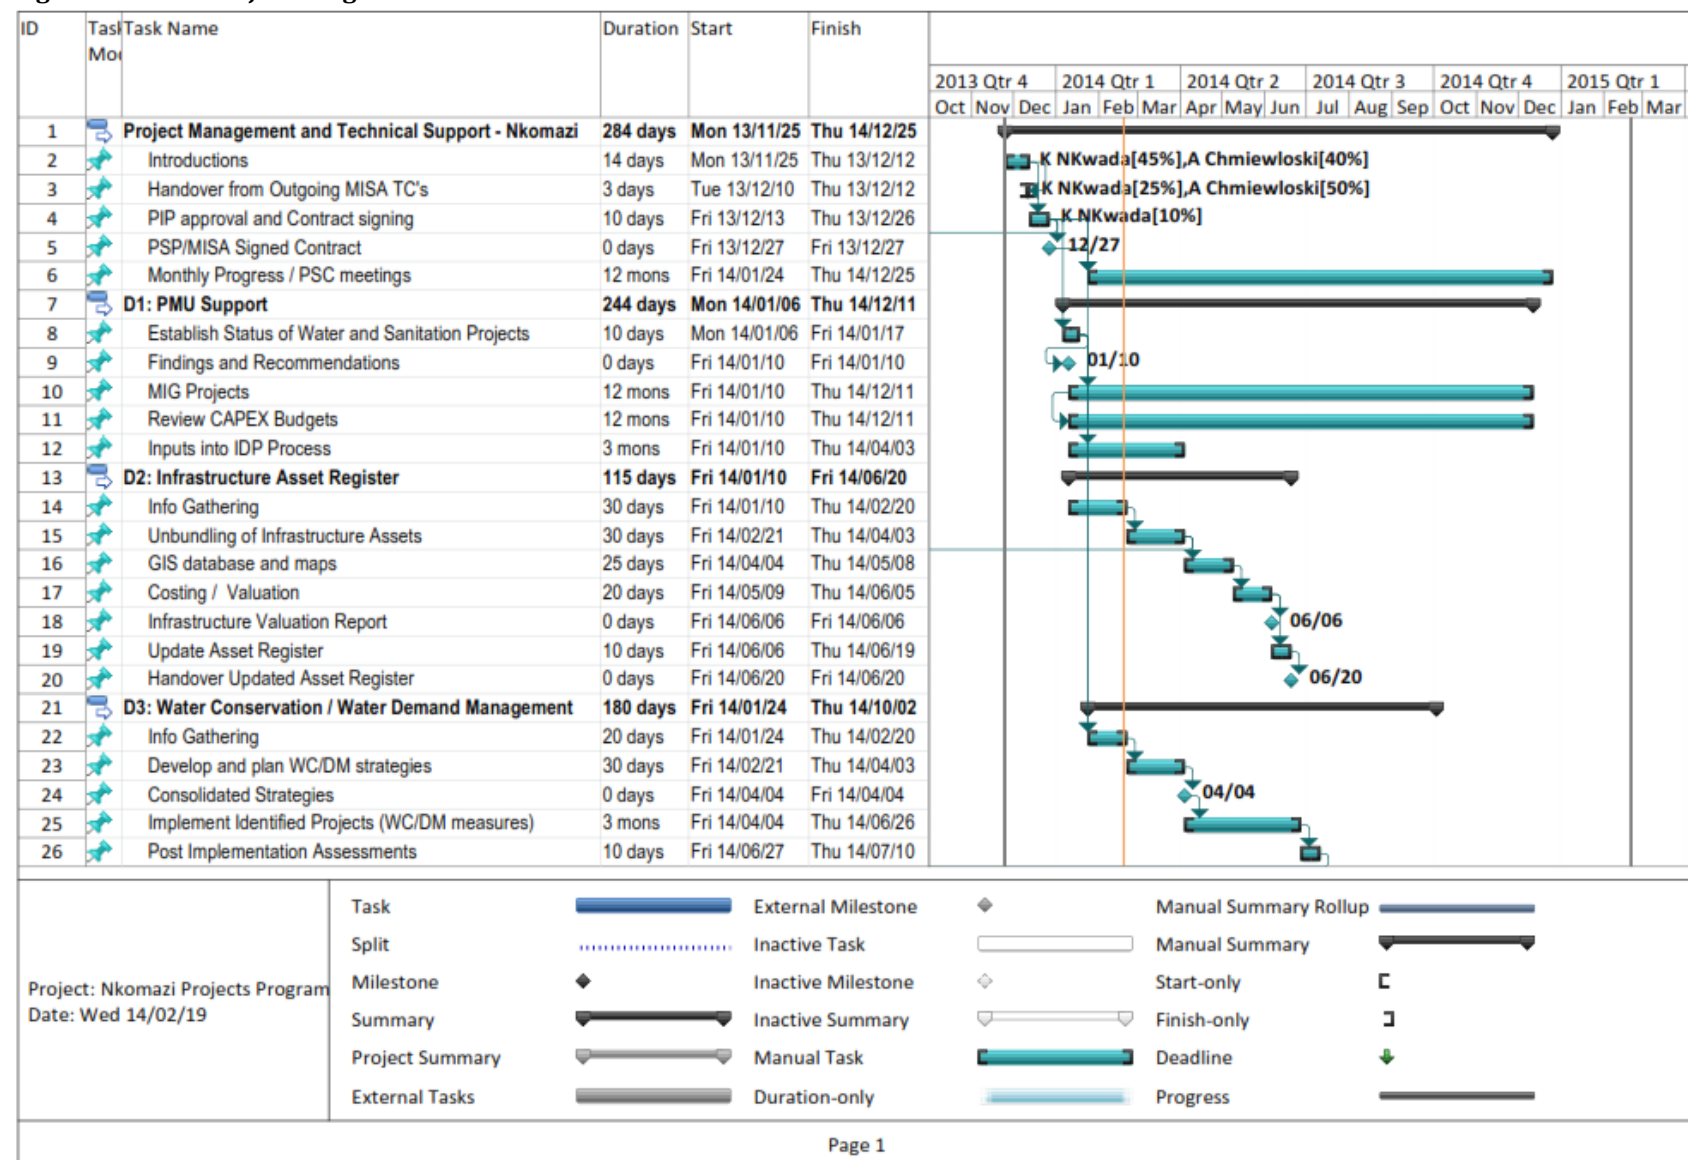 ID Task Name Duration Start Finish
2013 Qtr 4 2014 Qtr 1 2014 Qtr 2 2014 Qtr 3 2014 Qtr 4 2015 Qtr 1
Oct Nov Dec Jan Feb Mar Apr May Jun Jul Aug Sep Oct Nov Dec Jan Feb Mar
1 Project Management and Technical Support - Nkomazi 284 days Mon 13/11/25 Thu 14/12/25
2 Introductions 14 days Mon 13/11/25 Thu 13/12/12 K NKwada[45%],A Chmiewloski[40%]
3 Handover from Outgoing MISA TC's 3 days Tue 13/12/10 Thu 13/12/12 K NKwada[25%],A Chmiewloski[50%]
4 PIP approval and Contract signing 10 days Fri 13/12/13 Thu 13/12/26 K NKwada[10%]
5 PSP/MISA Signed Contract 0 days Fri 13/12/27 Fri 13/12/27 12/27
6 Monthly Progress / PSC meetings 12 mons Fri 14/01/24 Thu 14/12/25
7 D1: PMU Support 244 days Mon 14/01/06 Thu 14/12/11
8 Establish Status of Water and Sanitation Projects 10 days Mon 14/01/06 Fri 14/01/17
9 Findings and Recommendations 0 days Fri 14/01/10 Fri 14/01/10 01/10
10 MIG Projects 12 mons Fri 14/01/10 Thu 14/12/11
11 Review CAPEX Budgets 12 mons Fri 14/01/10 Thu 14/12/11
12 Inputs into IDP Process 3 mons Fri 14/01/10 Thu 14/04/03
13 D2: Infrastructure Asset Register 115 days Fri 14/01/10 Fri 14/06/20
14 Info Gathering 30 days Fri 14/01/10 Thu 14/02/20
15 Unbundling of Infrastructure Assets 30 days Fri 14/02/21 Thu 14/04/03
16 GIS database and maps 25 days Fri 14/04/04 Thu 14/05/08
17 Costing / Valuation 20 days Fri 14/05/09 Thu 14/06/05
18 Infrastructure Valuation Report 0 days Fri 14/06/06 Fri 14/06/06 06/06
19 Update Asset Register 10 days Fri 14/06/06 Thu 14/06/19
20 Handover Updated Asset Register 0 days Fri 14/06/20 Fri 14/06/20 06/20
21 D3: Water Conservation / Water Demand Management 180 days Fri 14/01/24 Thu 14/10/02
22 Info Gathering 20 days Fri 14/01/24 Thu 14/02/20
23 Develop and plan WC/DM strategies 30 days Fri 14/02/21 Thu 14/04/03
24 Consolidated Strategies 0 days Fri 14/04/04 Fri 14/04/04 04/04
25 Implement Identified Projects (WC/DM measures) 3 mons Fri 14/04/04 Thu 14/06/26
26 Post Implementation Assessments 10 days Fri 14/06/27 Thu 14/07/10
Project: Nkomazi Projects Program
Date: Wed 14/02/19
Task External Milestone Manual Summary Rollup
Split Inactive Task Manual Summary
Milestone Inactive Milestone Start-only
Summary Inactive Summary Finish-only
Project Summary Manual Task Deadline
External Tasks Duration-only Progress
Page 1